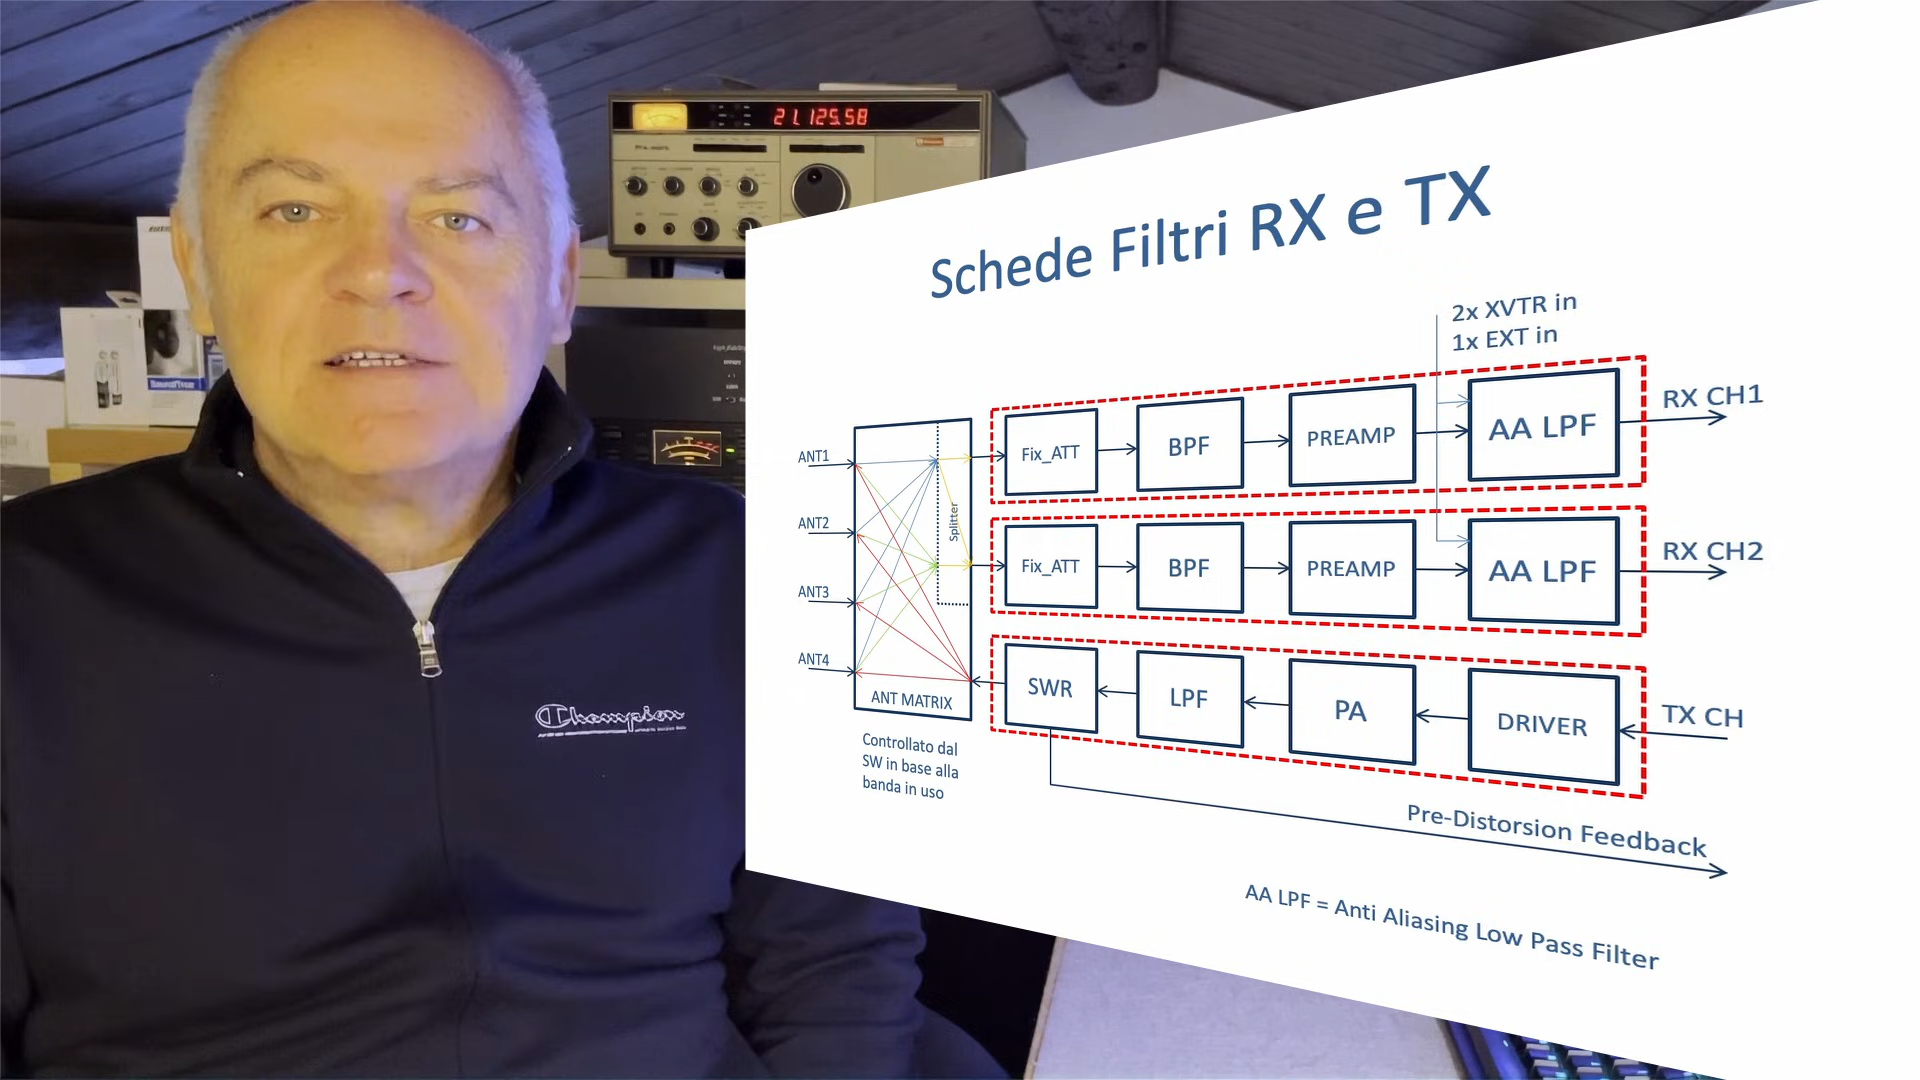 21.125.58
Schede Filtri RX e TX
2x XVTR in
1x EXT in
ANT1
ANT2
ANT3
ANT4
Splitter
ANT MATRIX
Controllato dal
SW in base alla
banda in uso
Fix_ATT
BPF
PREAMP
AA LPF
RX CH1
Fix_ATT
BPF
PREAMP
AA LPF
RX CH2
SWR
LPF
PA
DRIVER
TX CH
Pre-Distorsion Feedback
AA LPF = Anti Aliasing Low Pass Filter
Champion